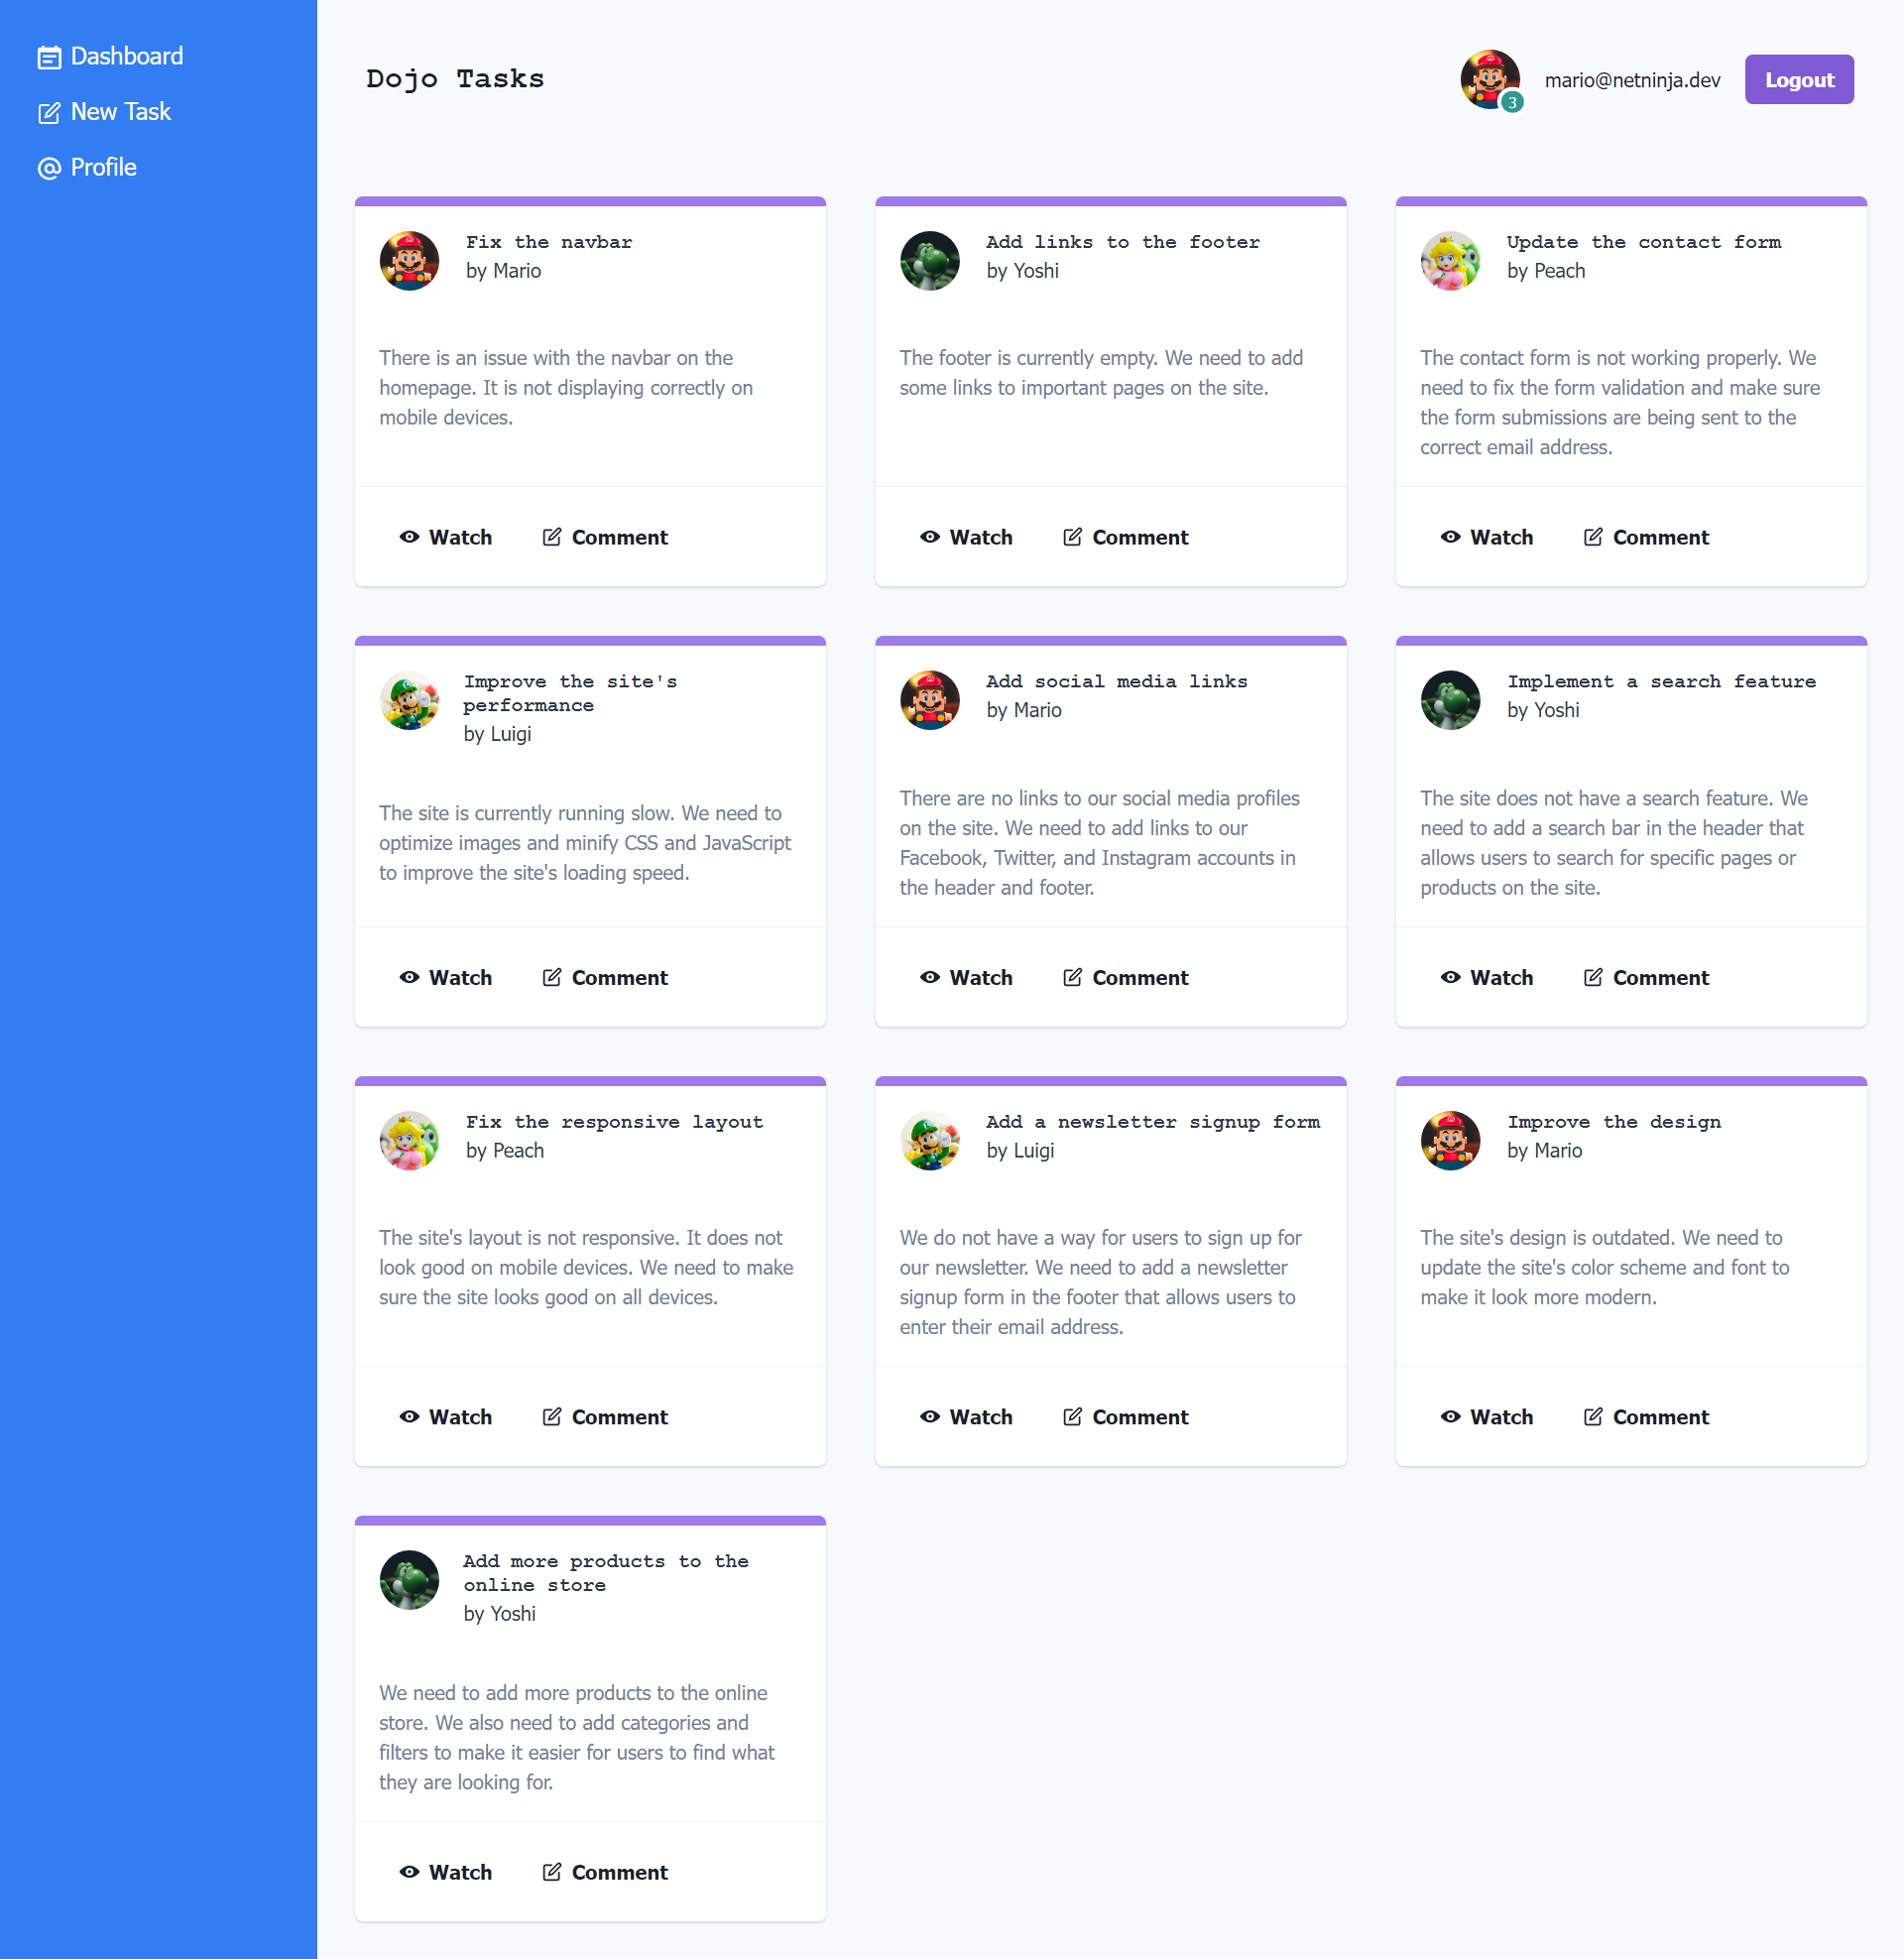 Dashboard
New Task
Profile
Dojo Tasks
3
mario@netninja.dev
Logout
Fix the navbar
by Mario
There is an issue with the navbar on the
homepage. It is not displaying correctly on
mobile devices.
Watch
Comment
Add links to the footer
by Yoshi
The footer is currently empty. We need to add
some links to important pages on the site.
Watch
Comment
Update the contact form
by Peach
The contact form is not working properly. We
need to fix the form validation and make sure
the form submissions are being sent to the
correct email address.
Watch
Comment
Improve the site's
performance
by Luigi
The site is currently running slow. We need to
optimize images and minify CSS and JavaScript
to improve the site's loading speed.
Watch
Comment
Add social media links
by Mario
There are no links to our social media profiles
on the site. We need to add links to our
Facebook, Twitter, and Instagram accounts in
the header and footer.
Watch
Comment
Implement a search feature
by Yoshi
The site does not have a search feature. We
need to add a search bar in the header that
allows users to search for specific pages or
products on the site.
Watch
Comment
Fix the responsive layout
by Peach
The site's layout is not responsive. It does not
look good on mobile devices. We need to make
sure the site looks good on all devices.
Watch
Comment
Add a newsletter signup form
by Luigi
We do not have a way for users to sign up for
our newsletter. We need to add a newsletter
signup form in the footer that allows users to
enter their email address.
Watch
Comment
Improve the design
by Mario
The site's design is outdated. We need to
update the site's color scheme and font to
make it look more modern.
Watch
Comment
Add more products to the
online store
by Yoshi
We need to add more products to the online
store. We also need to add categories and
filters to make it easier for users to find what
they are looking for.
Watch
Comment